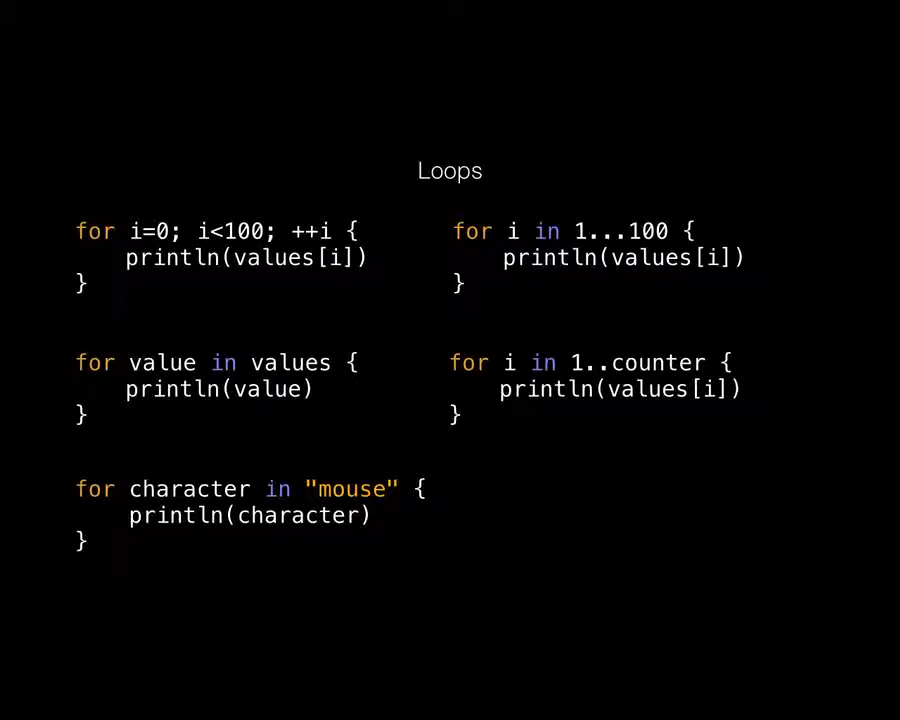 Loops
for i=0; i<100; ++i {
println(values[i])
}
for i in 1...100 {
println(values[i])
}
for value in values {
println(value)
}
for i in 1..counter {
println(values[i])
}
for character in "mouse" {
println(character)
}